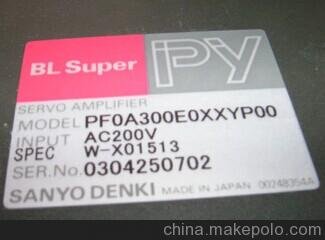 BL Super PY
SERVO AMPLIFIER
MODEL PF0A300E0XXYP00
INPUT AC200V
SPEC W-X01513
SER.No. 0304250702
SANYO DENKI MADE IN JAPAN 00248354A
china.makepolo.com